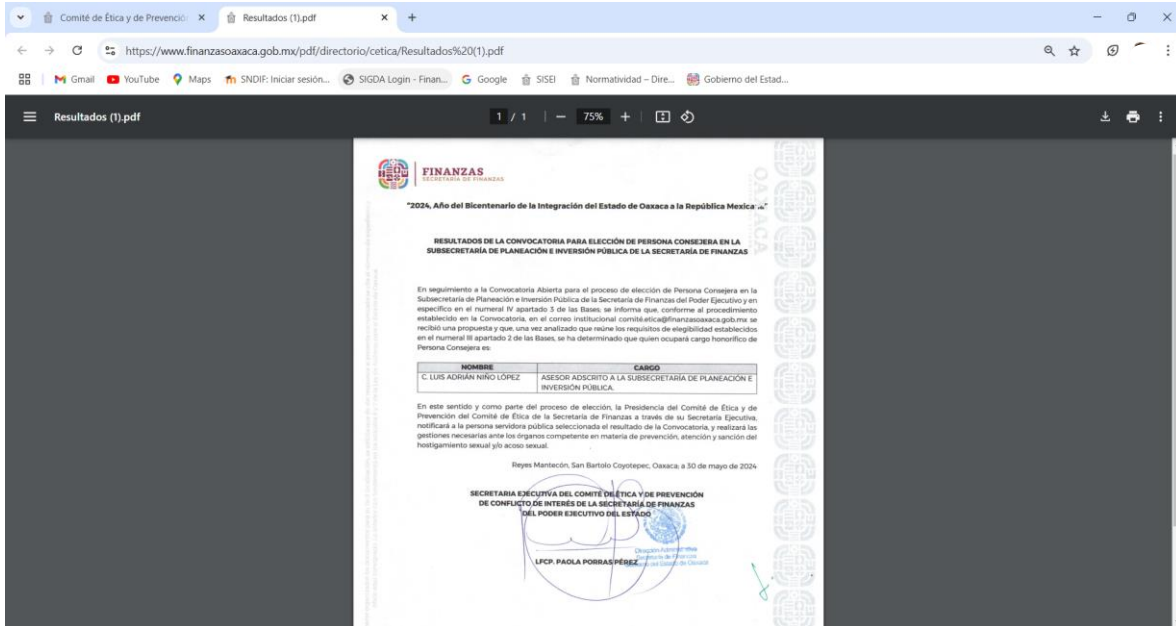 Comité de Ética y de Prevenció
Resultados (1).pdf
https://www.finanzasoaxaca.gob.mx/pdf/directorio/cetica/Resultados%20(1).pdf
Gmail
YouTube
Maps
SNDIF: Iniciar sesión...
SIGDA Login - Finan...
Google
SISEI
Normatividad – Dire...
Gobierno del Estad...
Resultados (1).pdf
1 / 1
75%
FINANZAS
SECRETARÍA DE FINANZAS
OAXACA
"2024, Año del Bicentenario de la Integración del Estado de Oaxaca a la República Mexicana"
RESULTADOS DE LA CONVOCATORIA PARA ELECCIÓN DE PERSONA CONSEJERA EN LA
SUBSECRETARÍA DE PLANEACIÓN E INVERSIÓN PÚBLICA DE LA SECRETARÍA DE FINANZAS
En seguimiento a la Convocatoria Abierta para el proceso de elección de Persona Consejera en la
Subsecretaría de Planeación e Inversión Pública de la Secretaría de Finanzas del Poder Ejecutivo y en
específico en el numeral IV apartado 3 de las Bases; se informa que, conforme al procedimiento
establecido en la Convocatoria, en el correo institucional comité.etica@finanzasoaxaca.gob.mx se
recibió una propuesta y que, una vez analizado que reúne los requisitos de elegibilidad establecidos
en el numeral III apartado 2 de las Bases, se ha determinado que quien ocupará cargo honorífico de
Persona Consejera es:
NOMBRE CARGO
C. LUIS ADRIÁN NIÑO LÓPEZ ASESOR ADSCRITO A LA SUBSECRETARÍA DE PLANEACIÓN E
INVERSIÓN PÚBLICA.
En este sentido y como parte del proceso de elección, la Presidencia del Comité de Ética y de
Prevención del Comité de Ética de la Secretaría de Finanzas a través de su Secretaria Ejecutiva,
notificará a la persona servidora pública seleccionada el resultado de la Convocatoria, y realizará las
gestiones necesarias ante los órganos competente en materia de prevención, atención y sanción del
hostigamiento sexual y/o acoso sexual.
Reyes Mantecón, San Bartolo Coyotepec, Oaxaca; a 30 de mayo de 2024
SECRETARIA EJECUTIVA DEL COMITÉ DE ÉTICA Y DE PREVENCIÓN
DE CONFLICTO DE INTERÉS DE LA SECRETARÍA DE FINANZAS
DEL PODER EJECUTIVO DEL ESTADO
Dirección Administrativa
Secretaría de Finanzas
Gobierno del Estado de Oaxaca
LFCP. PAOLA PORRAS PÉREZ